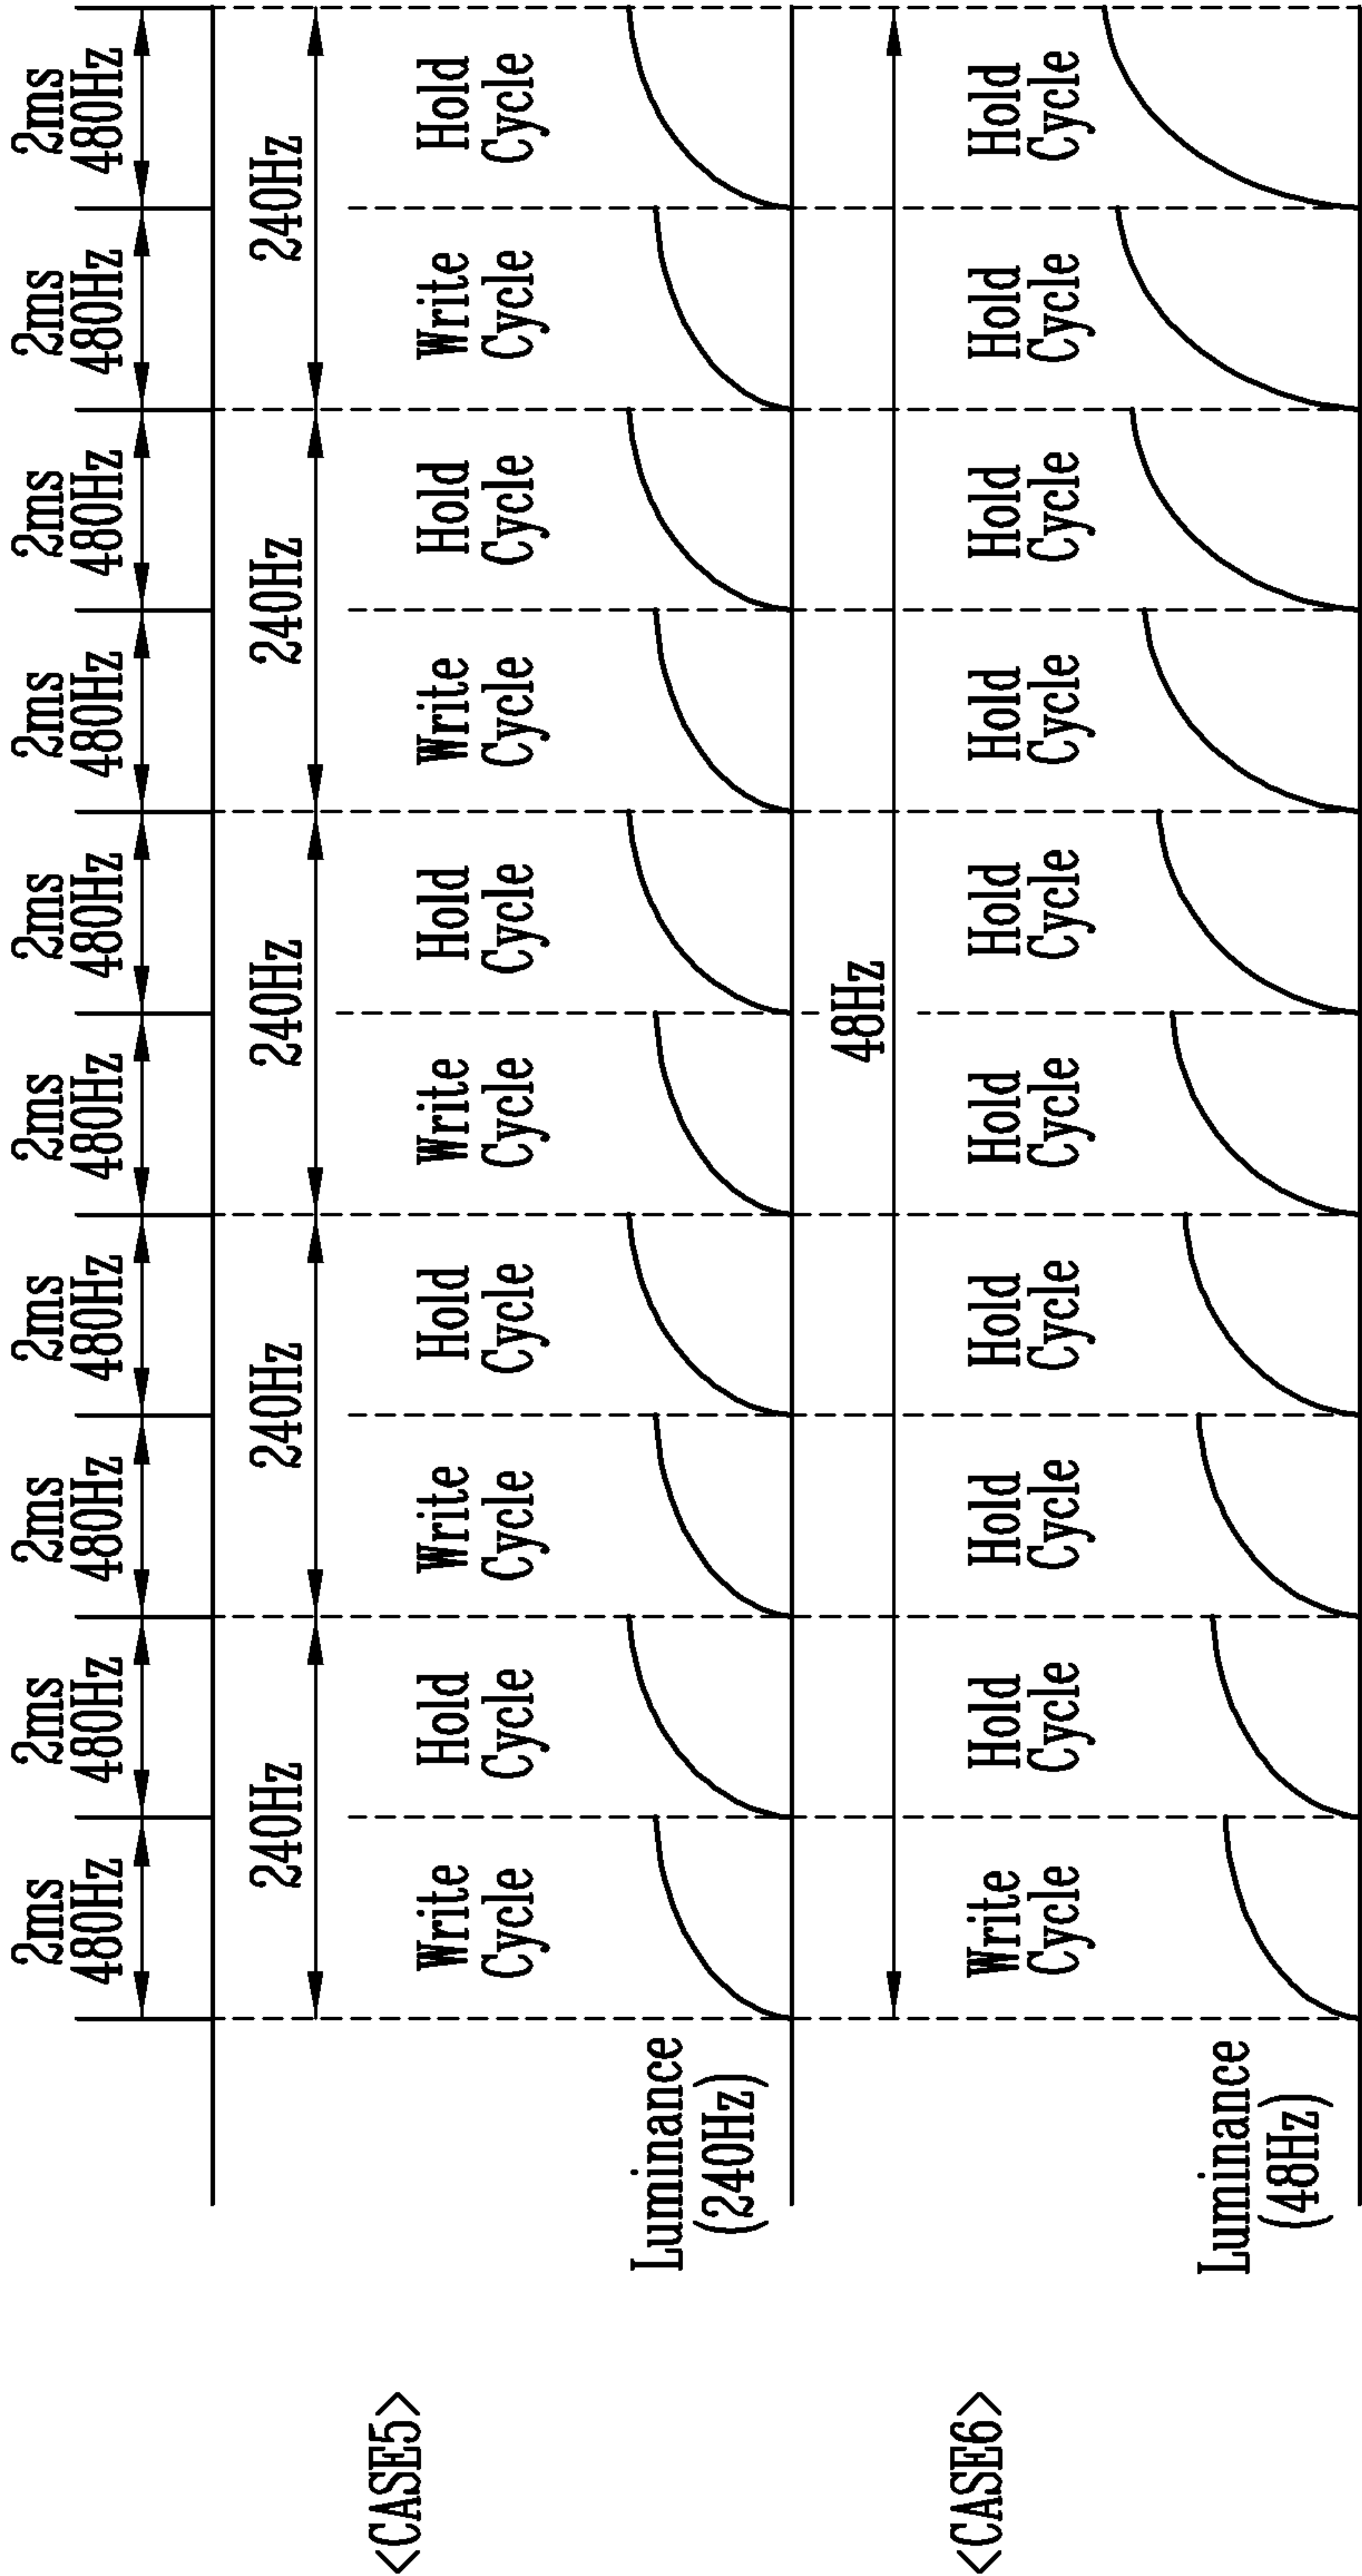 2ms 2ms 2ms 2ms 2ms 2ms 2ms 2ms 2ms 2ms
480Hz 480Hz 480Hz 480Hz 480Hz 480Hz 480Hz 480Hz 480Hz 480Hz
240Hz 240Hz 240Hz 240Hz 240Hz
<CASE5>
Write Hold Write Hold Write Hold Write Hold Write Hold
Cycle Cycle Cycle Cycle Cycle Cycle Cycle Cycle Cycle Cycle
Luminance
(240Hz)
48Hz
<CASE6>
Write Hold Hold Hold Hold Hold Hold Hold Hold Hold
Cycle Cycle Cycle Cycle Cycle Cycle Cycle Cycle Cycle Cycle
Luminance
(48Hz)